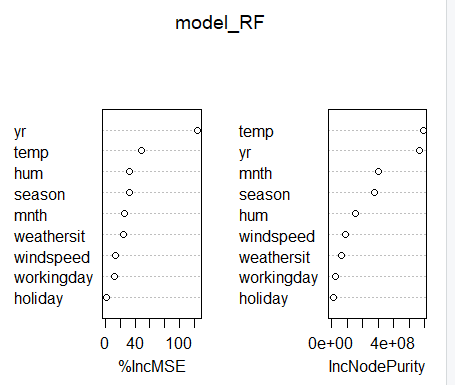 model_RF
yr
temp
hum
season
mnth
weathersit
windspeed
workingday
holiday
0 40 100
%IncMSE
temp
yr
mnth
season
hum
windspeed
weathersit
workingday
holiday
0e+00 4e+08
IncNodePurity